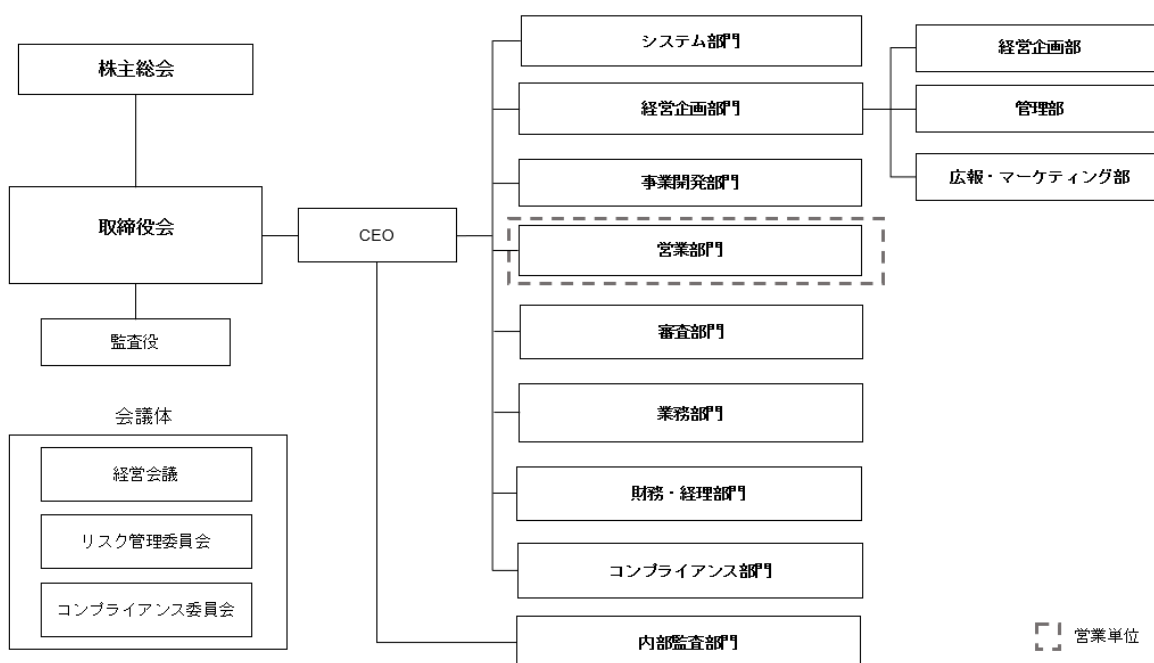 株主総会
取締役会
監査役
会議体
経営会議
リスク管理委員会
コンプライアンス委員会
CEO
システム部門
経営企画部門
事業開発部門
営業部門
審査部門
業務部門
財務・経理部門
コンプライアンス部門
内部監査部門
経営企画部
管理部
広報・マーケティング部
営業単位